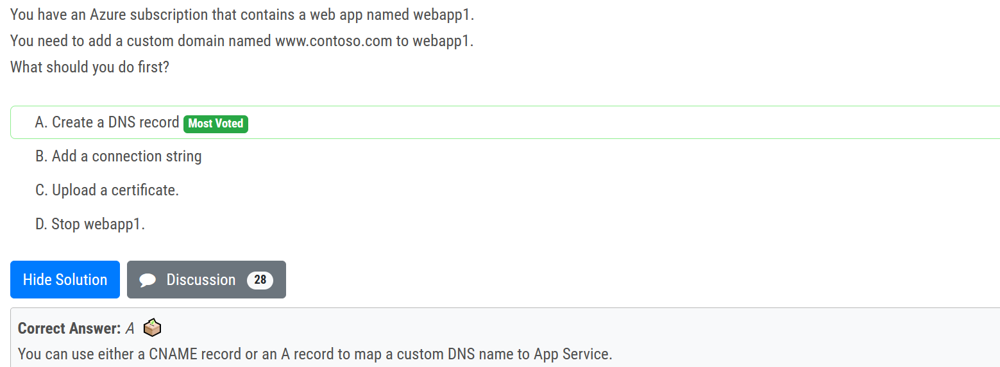 You have an Azure subscription that contains a web app named webapp1.
You need to add a custom domain named www.contoso.com to webapp1.
What should you do first?
A. Create a DNS record Most Voted
B. Add a connection string
C. Upload a certificate.
D. Stop webapp1.
Hide Solution Discussion 28
Correct Answer: A
You can use either a CNAME record or an A record to map a custom DNS name to App Service.